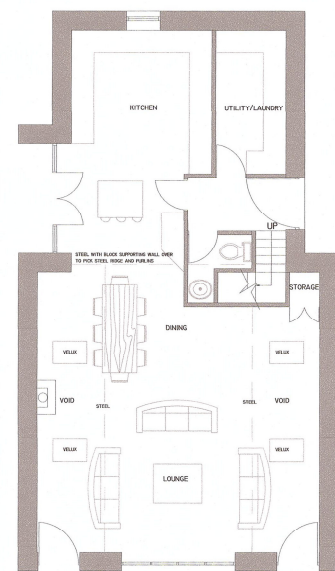 KITCHEN
UTILITY/LAUNDRY
UP
STEEL WITH BLOCK SUPPORTING WALL OVER
TO PICK STEEL RIDGE AND PURLINS
STORAGE
DINING
VELUX
VELUX
VOID
STEEL
STEEL
VOID
VELUX
VELUX
LOUNGE